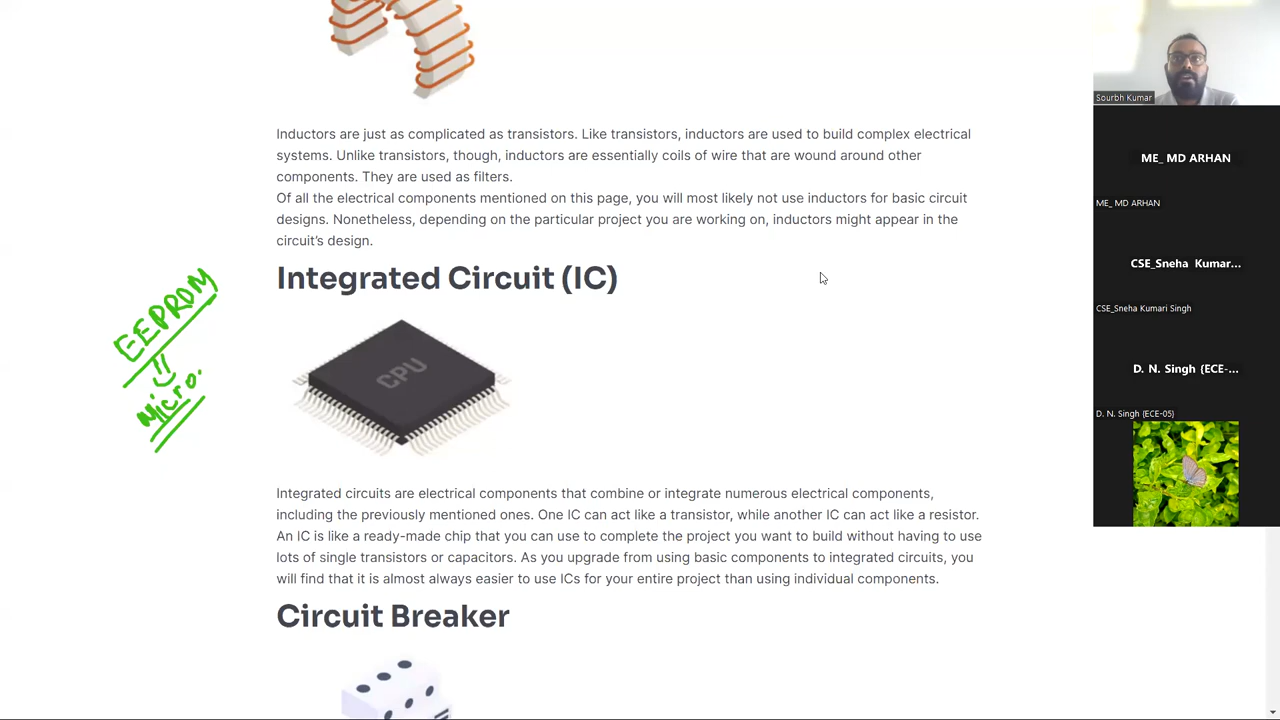 Inductors are just as complicated as transistors. Like transistors, inductors are used to build complex electrical
systems. Unlike transistors, though, inductors are essentially coils of wire that are wound around other
components. They are used as filters.
Of all the electrical components mentioned on this page, you will most likely not use inductors for basic circuit
designs. Nonetheless, depending on the particular project you are working on, inductors might appear in the
circuit's design.
Integrated Circuit (IC)
EEPROM
Micro.
CPU
Integrated circuits are electrical components that combine or integrate numerous electrical components,
including the previously mentioned ones. One IC can act like a transistor, while another IC can act like a resistor.
An IC is like a ready-made chip that you can use to complete the project you want to build without having to use
lots of single transistors or capacitors. As you upgrade from using basic components to integrated circuits, you
will find that it is almost always easier to use ICs for your entire project than using individual components.
Circuit Breaker
Sourbh Kumar
ME_ MD ARHAN
ME_ MD ARHAN
CSE_Sneha Kumar...
CSE_Sneha Kumari Singh
D. N. Singh (ECE-...
D. N. Singh (ECE-05)